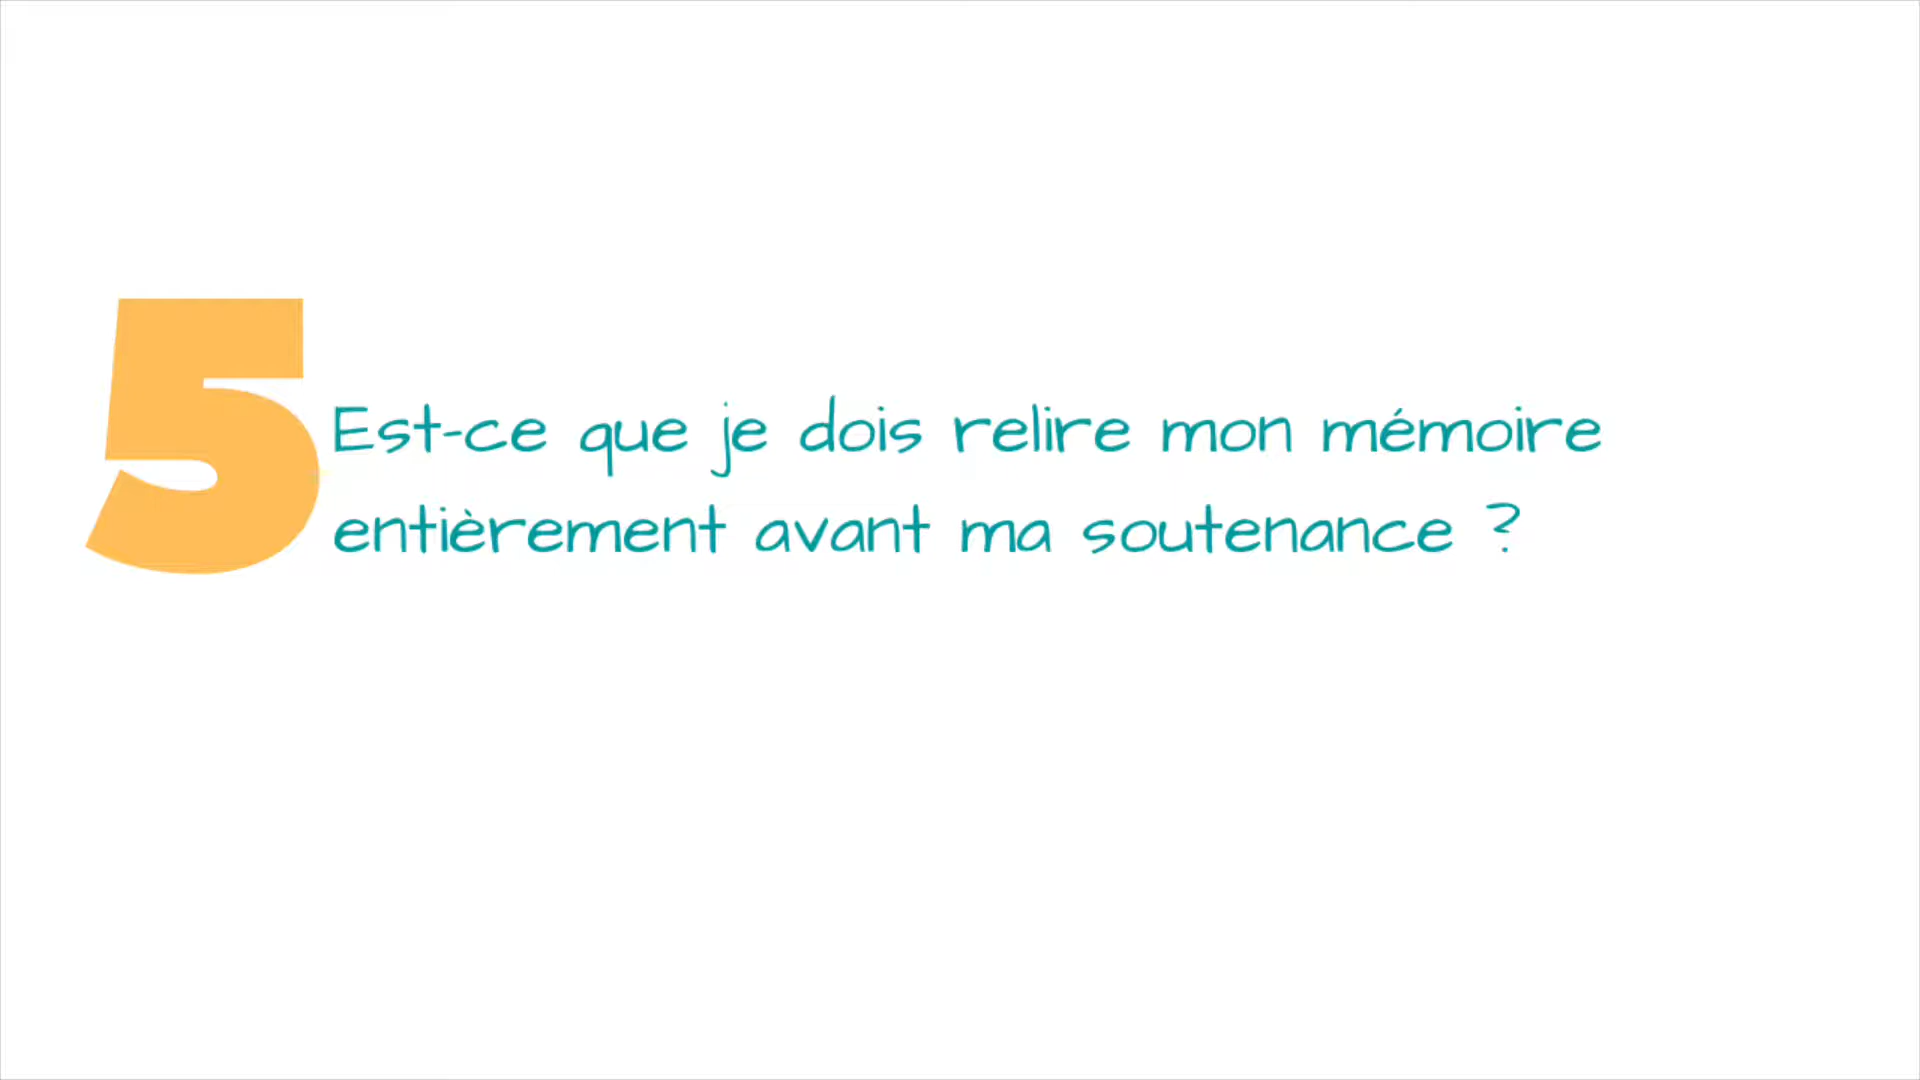 5
Est-ce que je dois relire mon mémoire
entièrement avant ma soutenance ?